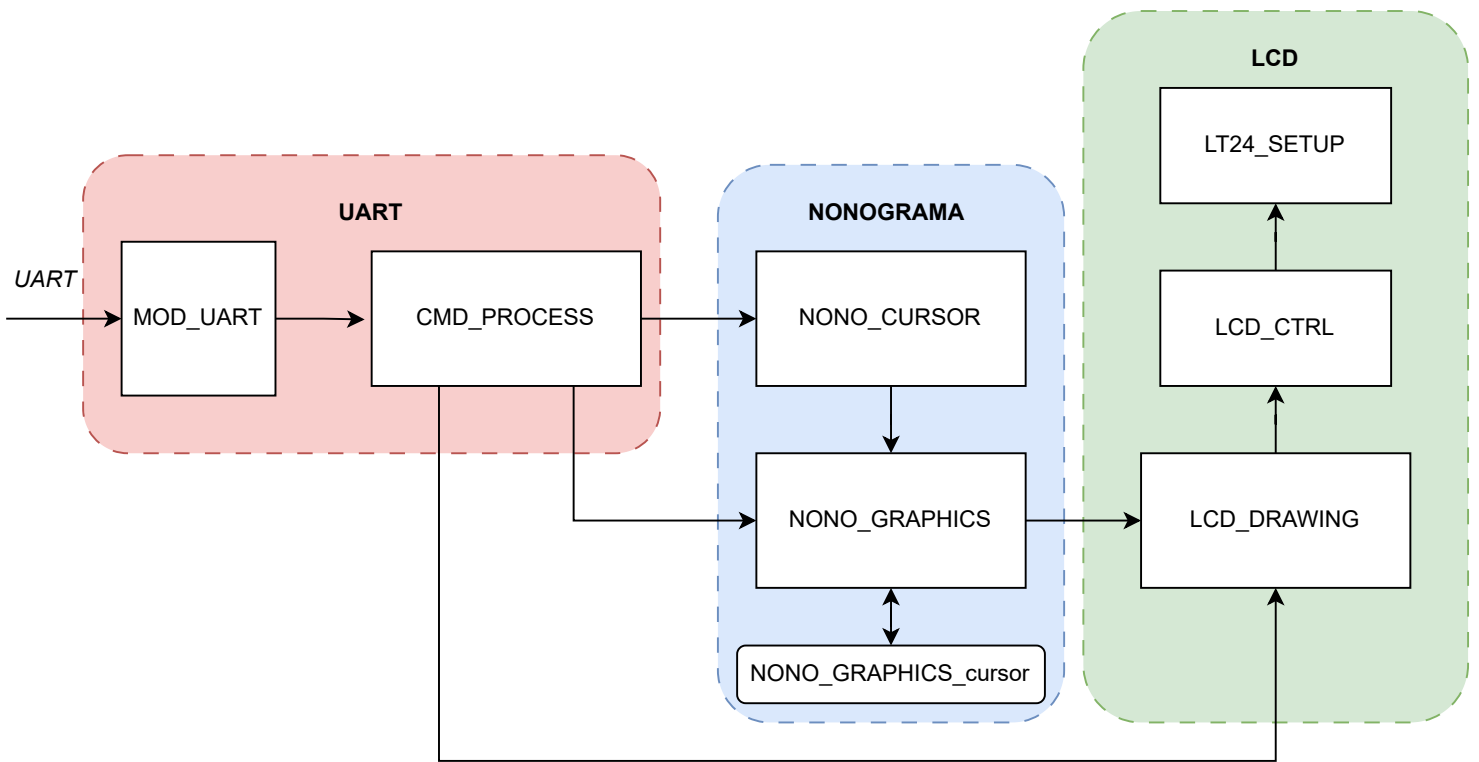 LCD
LT24_SETUP
UART
NONOGRAMA
UART
MOD_UART
CMD_PROCESS
NONO_CURSOR
LCD_CTRL
NONO_GRAPHICS
LCD_DRAWING
NONO_GRAPHICS_cursor